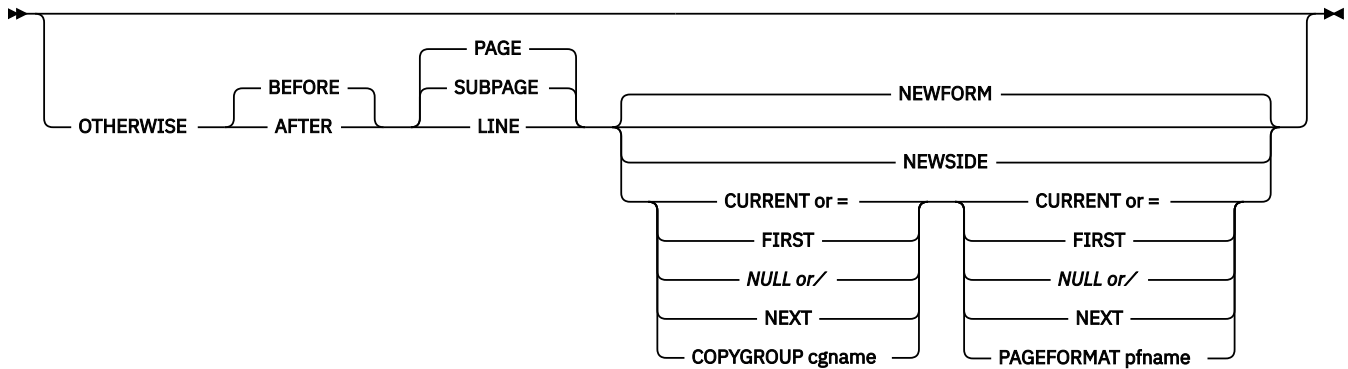 PAGE
BEFORE SUBPAGE NEWFORM
OTHERWISE AFTER LINE
NEWSIDE
CURRENT or = CURRENT or =
FIRST FIRST
NULL or/ NULL or/
NEXT NEXT
COPYGROUP cgname PAGEFORMAT pfname